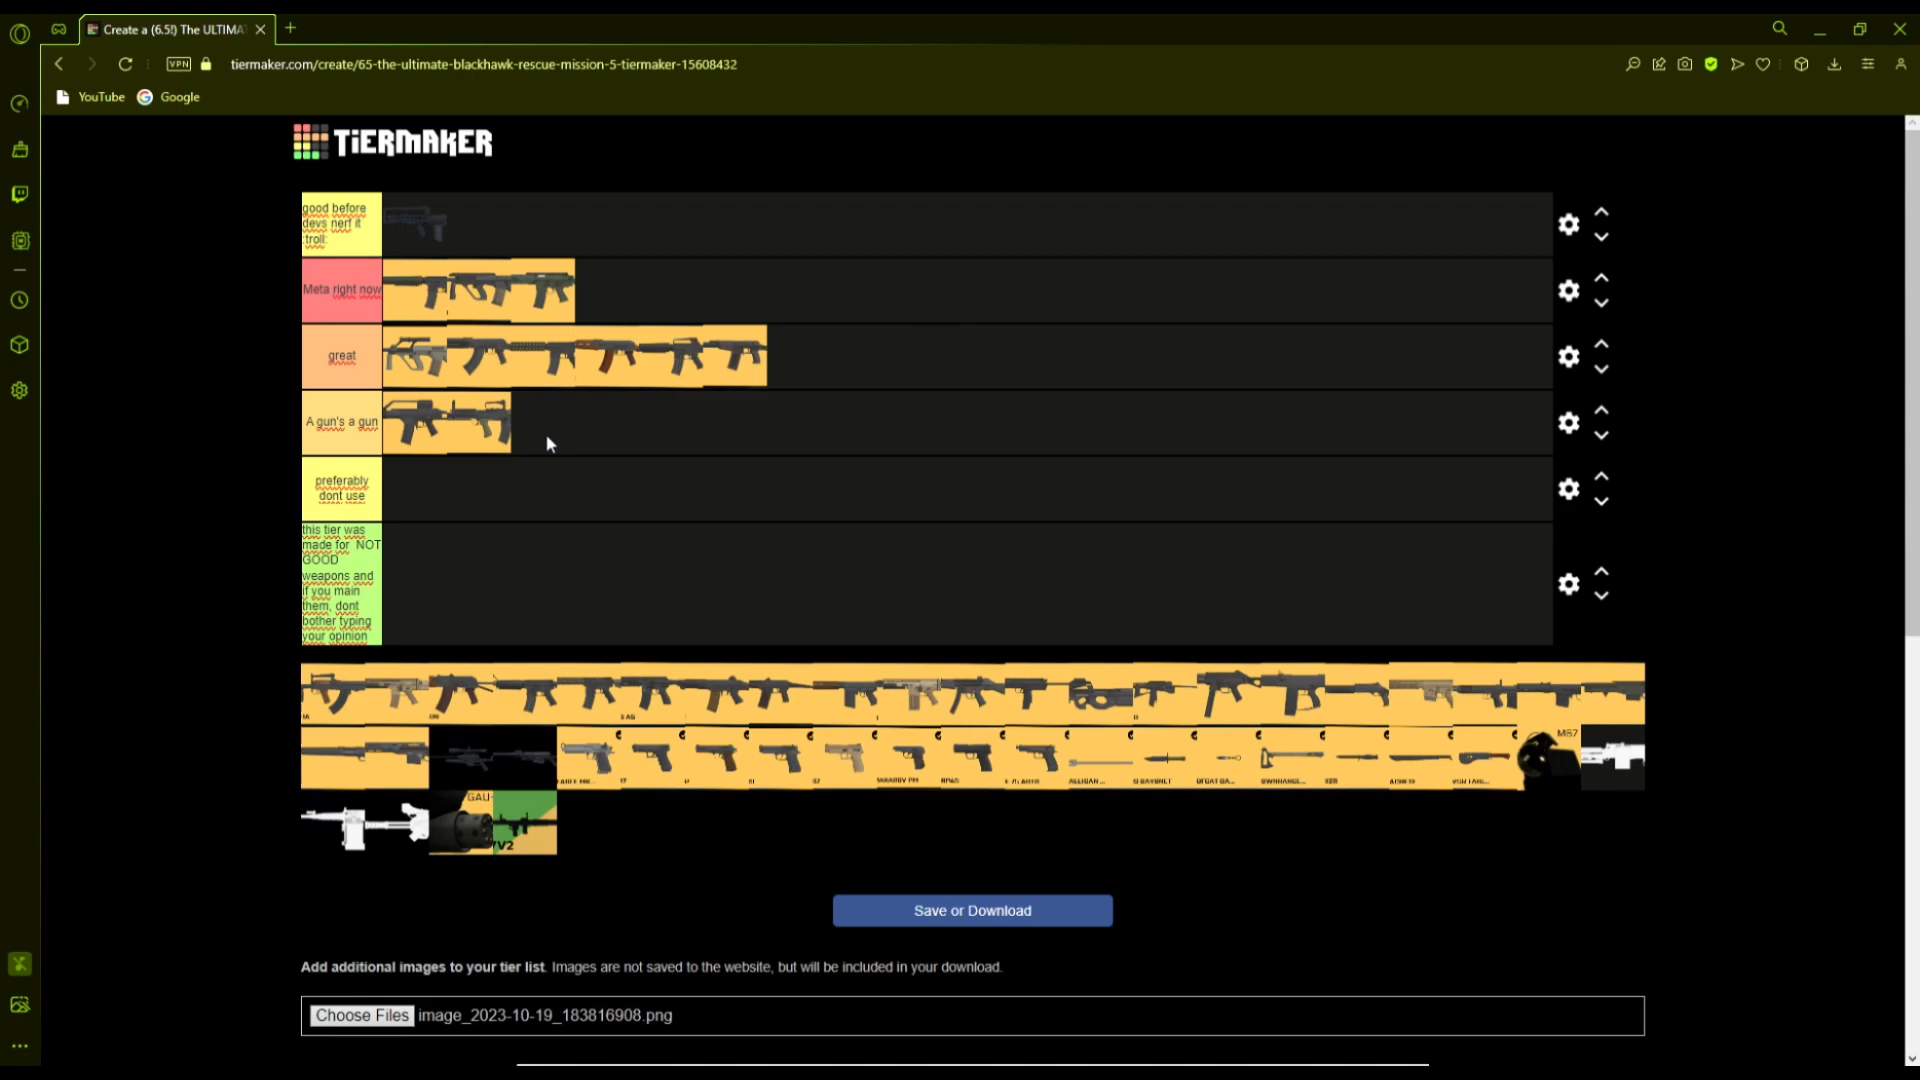 Create a (6.5!) The ULTIMA
VPN
tiermaker.com/create/65-the-ultimate-blackhawk-rescue-mission-5-tiermaker-15608432
YouTube
Google
TiERMAKER
good before
devs nerf it
:troll:
Meta right now
great
A gun's a gun
preferably
dont use
this tier was
made for NOT
GOOD
weapons and
if you main
them, dont
bother typing
your opinion
M67
GAU-
V2
Save or Download
Add additional images to your tier list. Images are not saved to the website, but will be included in your download.
Choose Files image_2023-10-19_183816908.png